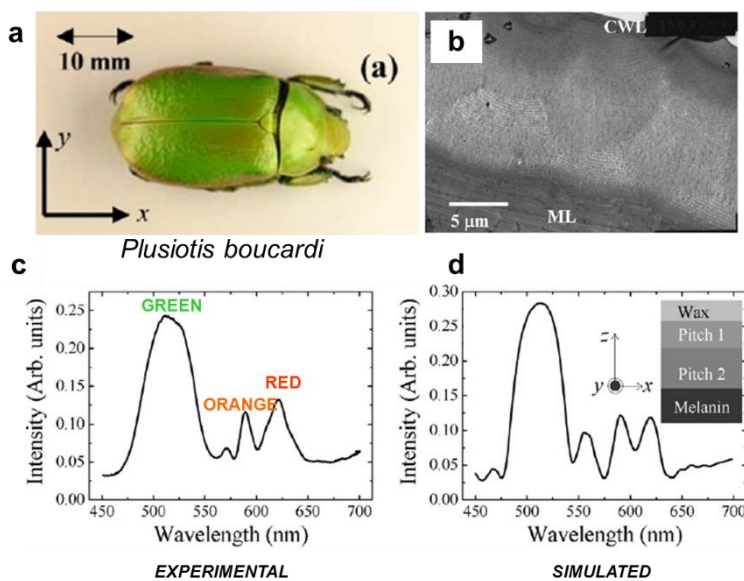 a
10 mm
(a)
y
x
Plusiotis boucardi
b
CWL
5 μm
ML
c
GREEN
ORANGE
RED
Intensity (Arb. units)
0.25
0.20
0.15
0.10
0.05
0.00
450 500 550 600 650 700
Wavelength (nm)
EXPERIMENTAL
d
Intensity (Arb. units)
0.30
0.25
0.20
0.15
0.10
0.05
0.00
Wax
Pitch 1
Pitch 2
Melanin
z
y
x
450 500 550 600 650 700
Wavelength (nm)
SIMULATED